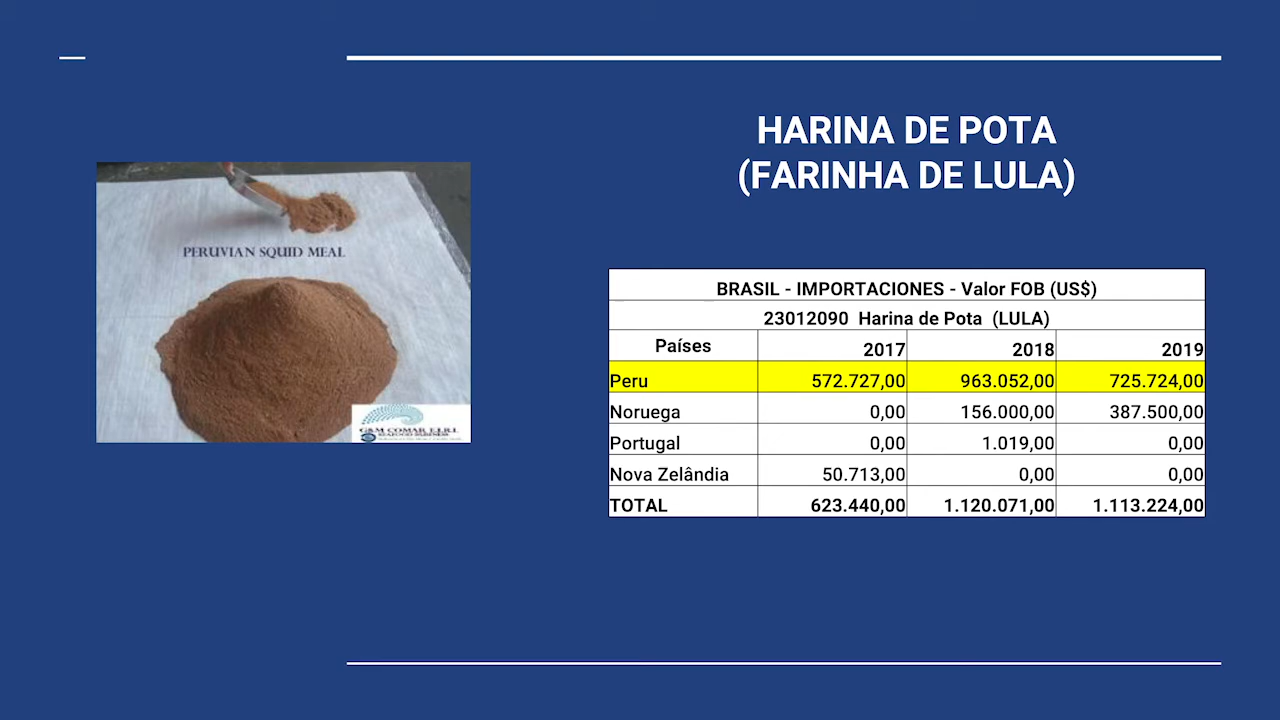 HARINA DE POTA
(FARINHA DE LULA)
PERUVIAN SQUID MEAL
G&M COMAR E.I.R.L
BRASIL - IMPORTACIONES - Valor FOB (US$)
23012090 Harina de Pota (LULA)
Países 2017 2018 2019
Peru 572.727,00 963.052,00 725.724,00
Noruega 0,00 156.000,00 387.500,00
Portugal 0,00 1.019,00 0,00
Nova Zelândia 50.713,00 0,00 0,00
TOTAL 623.440,00 1.120.071,00 1.113.224,00